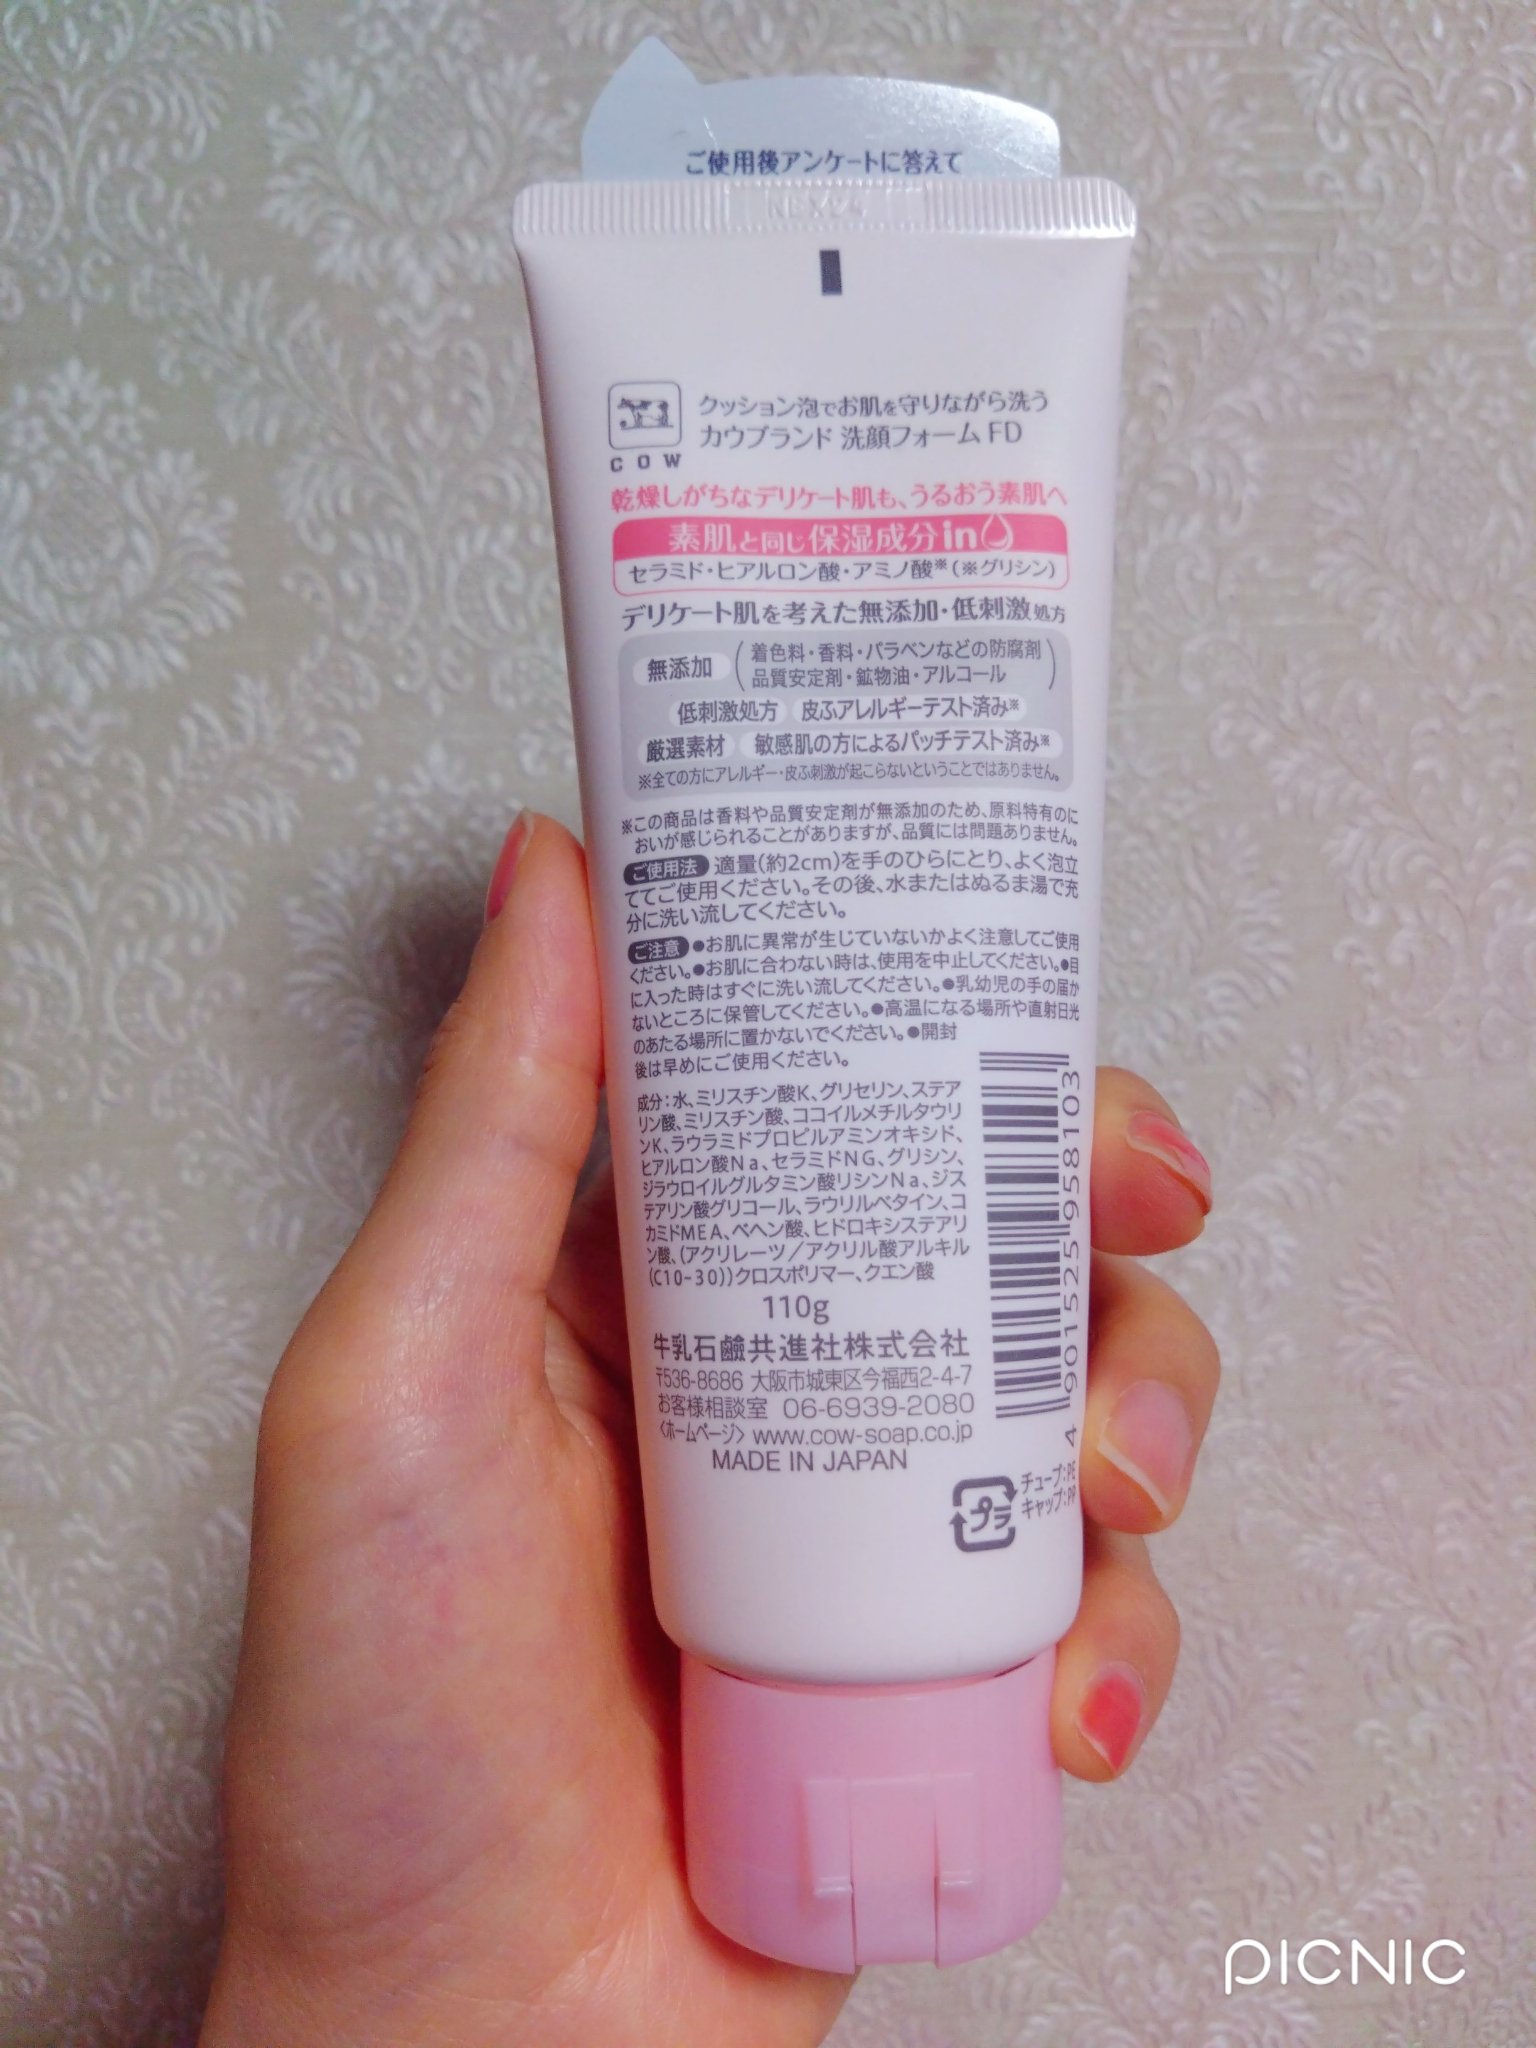 ご使用後アンケートに答えて
COW
クッション泡でお肌を守りながら洗う
カウブランド 洗顔フォーム FD
乾燥しがちなデリケート肌も、うるおう素肌へ
素肌と同じ保湿成分in
セラミド・ヒアルロン酸・アミノ酸※(※グリシン)
デリケート肌を考えた無添加・低刺激処方
無添加(着色料・香料・パラベンなどの防腐剤
品質安定剤・鉱物油・アルコール)
低刺激処方 皮ふアレルギーテスト済み※
厳選素材 敏感肌の方によるパッチテスト済み※
※全ての方にアレルギー・皮ふ刺激が起こらないということではありません。
※この商品は香料や品質安定剤が無添加のため、原料特有のに
おいが感じられることがありますが、品質には問題ありません。
ご使用法 適量(約2cm)を手のひらにとり、よく泡立
ててご使用ください。その後、水またはぬるま湯で充
分に洗い流してください。
ご注意 ●お肌に異常が生じていないかよく注意してご使用
ください。●お肌に合わない時は、使用を中止してください。●目
に入った時はすぐに洗い流してください。●乳幼児の手の届か
ないところに保管してください。●高温になる場所や直射日光
のあたる場所に置かないでください。●開封
後は早めにご使用ください。
成分:水、ミリスチン酸K、グリセリン、ステア
リン酸、ミリスチン酸、ココイルメチルタウリ
ンK、ラウラミドプロピルアミンオキシド、
ヒアルロン酸Na、セラミドNG、グリシン、
ジラウロイルグルタミン酸リシンNa、ジス
テアリン酸グリコール、ラウリルベタイン、コ
カミドMEA、ベヘン酸、ヒドロキシステアリ
ン酸、(アクリレーツ/アクリル酸アルキル
(C10-30))クロスポリマー、クエン酸
110g
牛乳石鹼共進社株式会社
〒536-8686 大阪市城東区今福西2-4-7
お客様相談室 06-6939-2080
〈ホームページ〉www.cow-soap.co.jp
MADE IN JAPAN
4 901525 958103
プラ
チューブ:PE
キャップ:PP
PICNIC